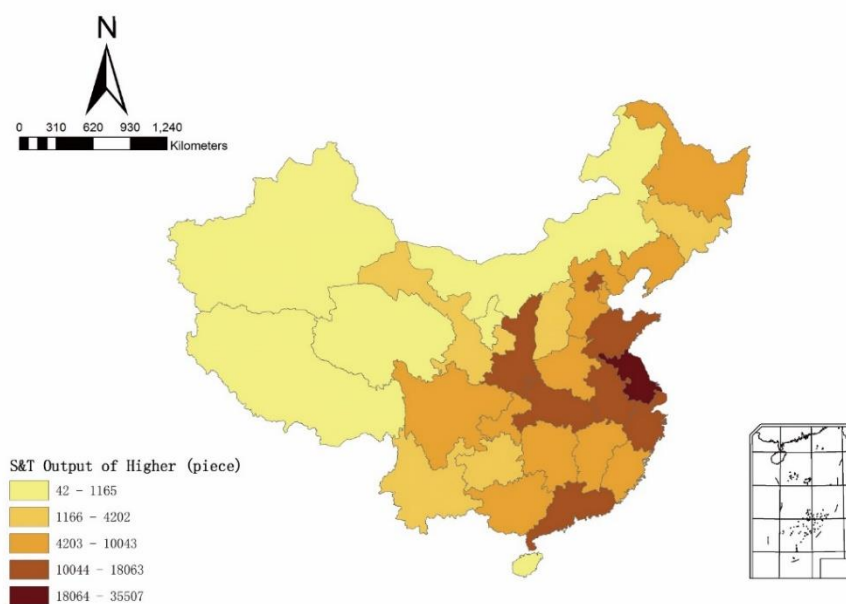 N
0 310 620 930 1,240
Kilometers
S&T Output of Higher (piece)
42 - 1165
1166 - 4202
4203 - 10043
10044 - 18063
18064 - 35507